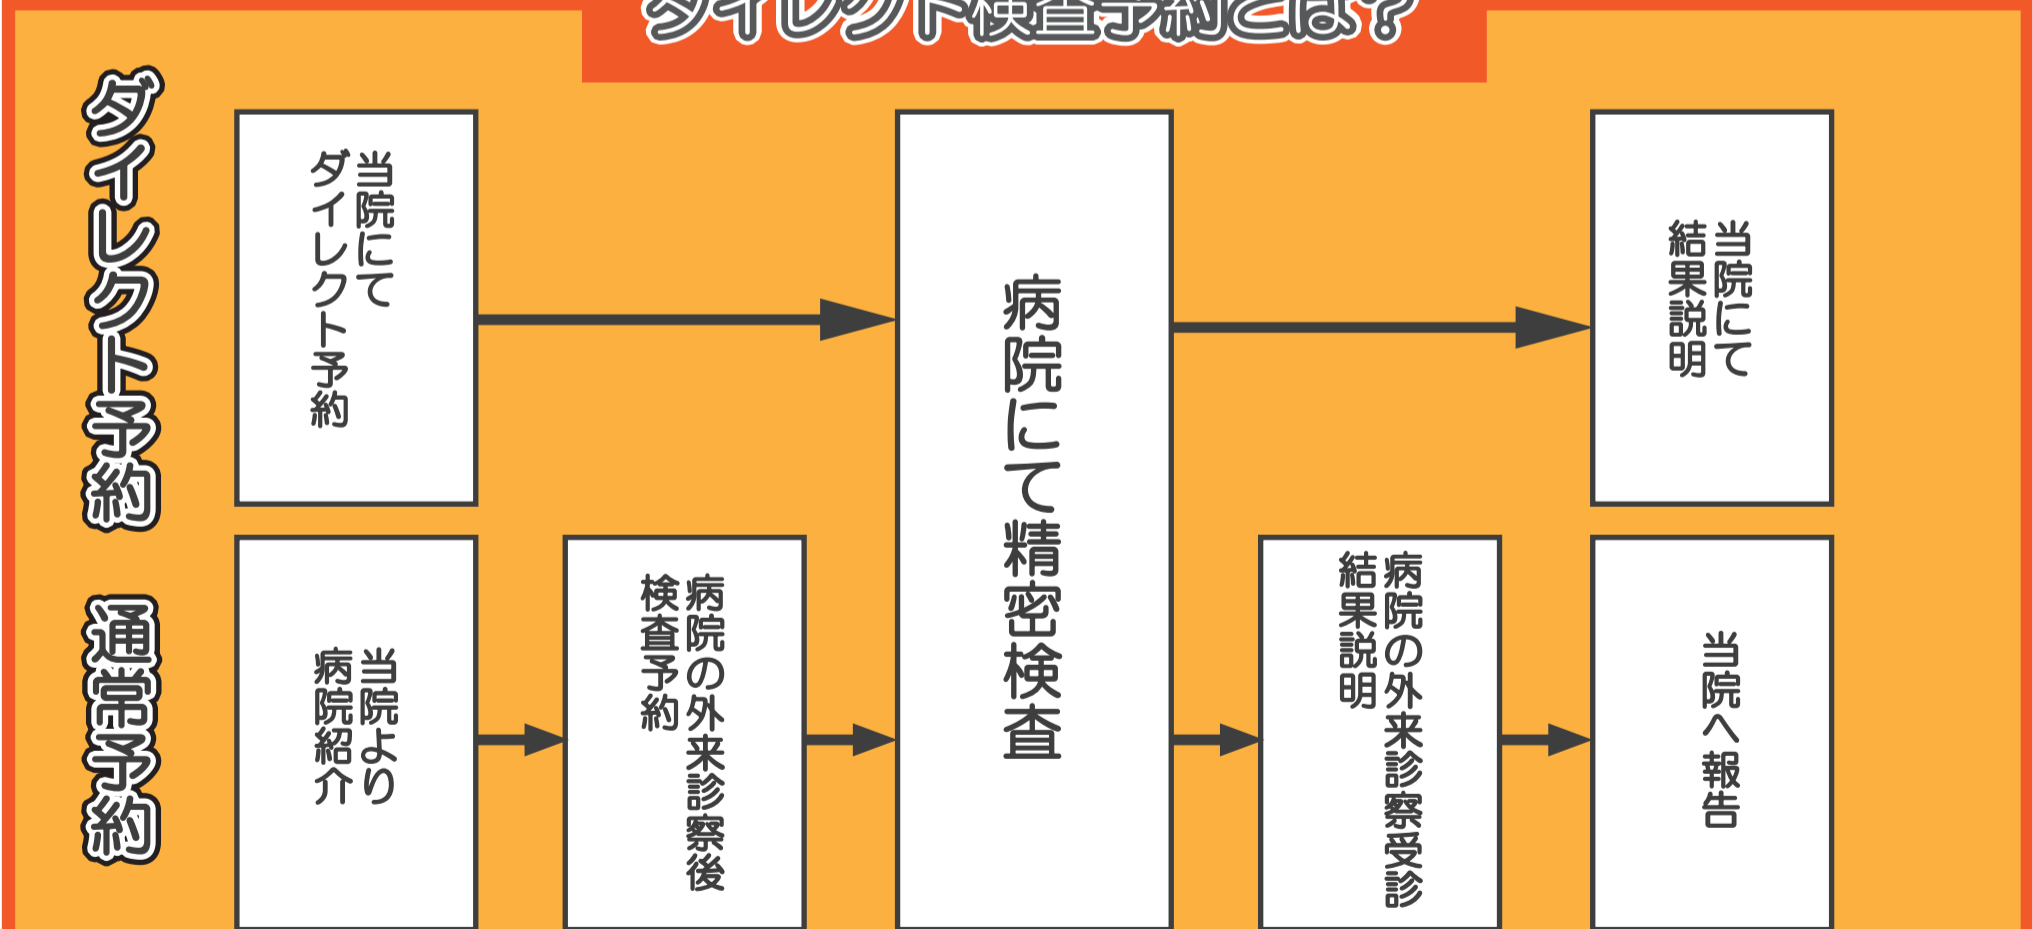 ダイレクト検査予約とは？
ダイレクト予約
当院にて
ダイレクト予約
病院にて精密検査
当院にて
結果説明
通常予約
当院より
病院紹介
病院の外来診察後
検査予約
病院の外来診察受診
結果説明
当院へ報告